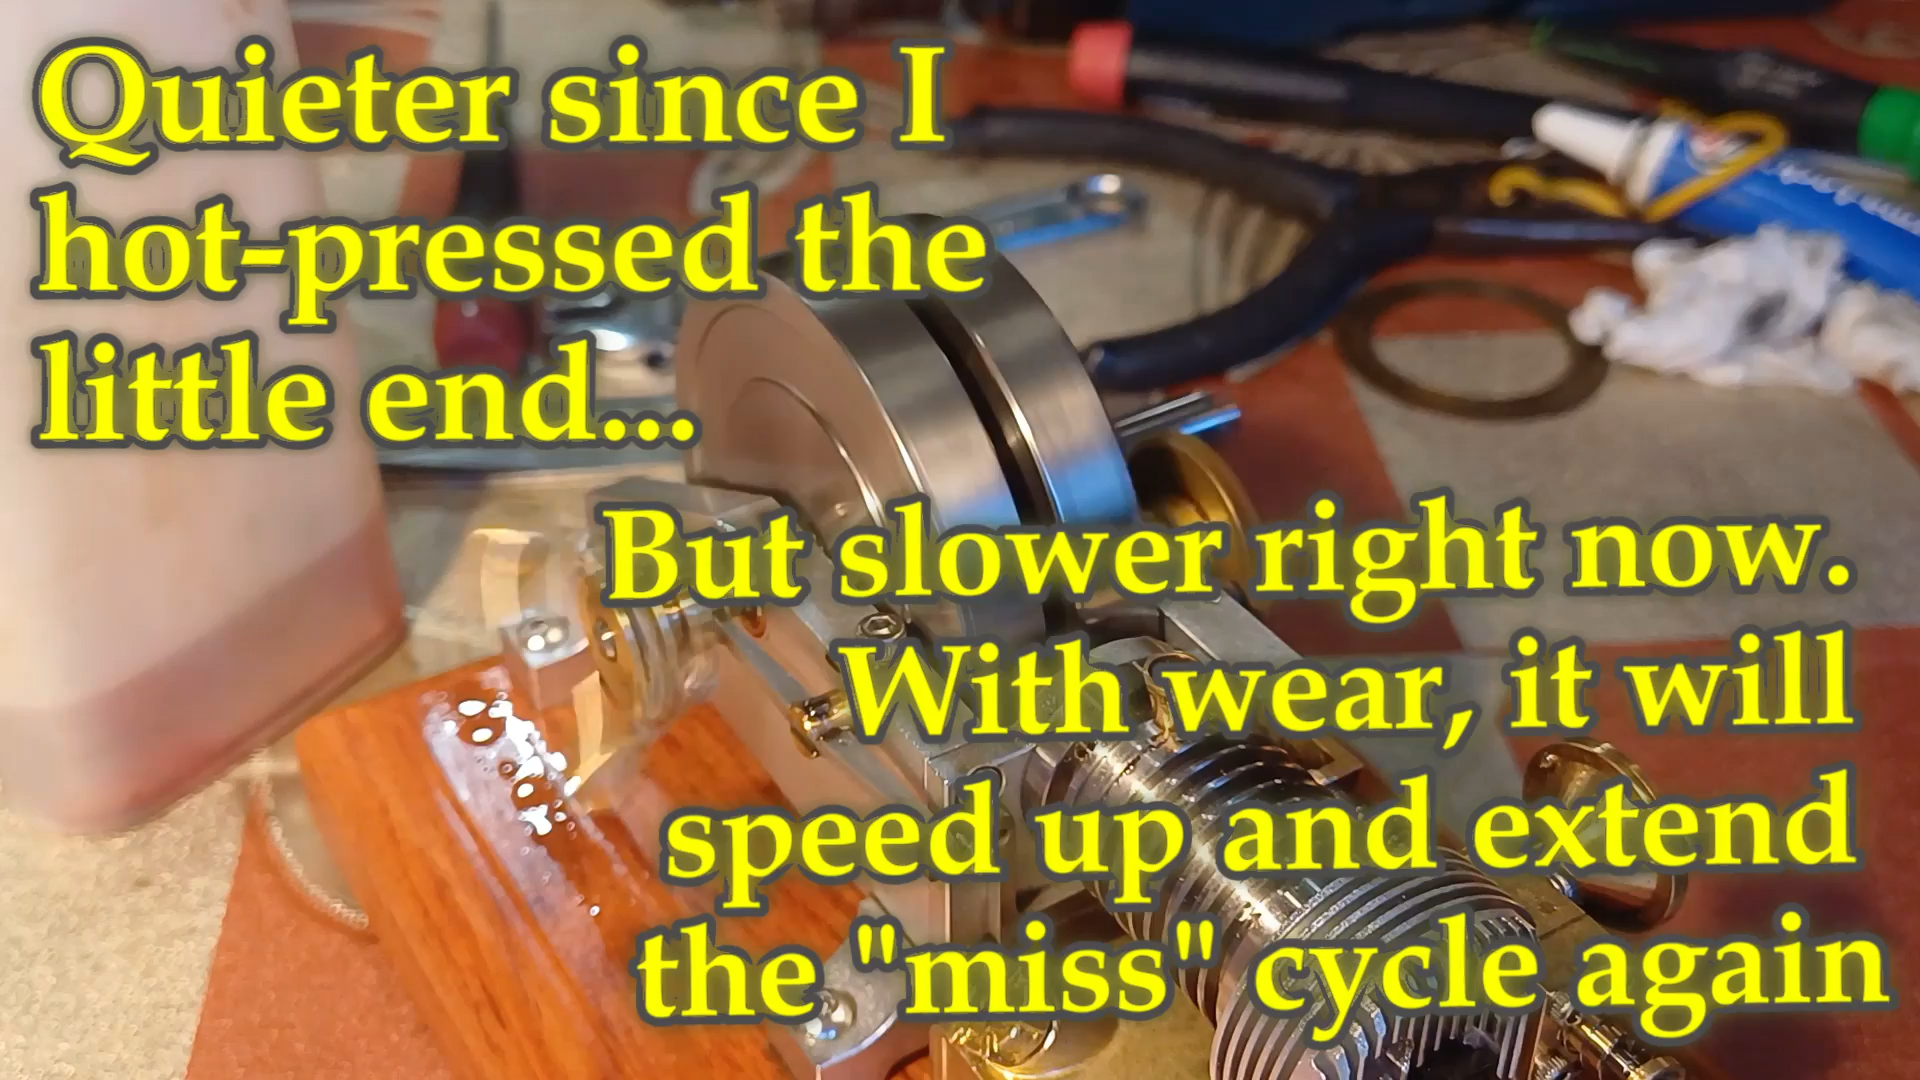 Quieter since I
hot-pressed the
little end...
But slower right now.
With wear, it will
speed up and extend
the "miss" cycle again